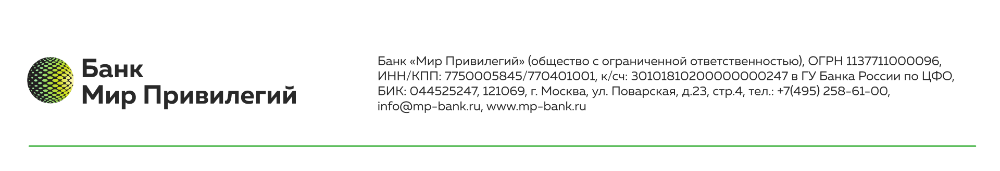 Банк
Мир Привилегий
Банк «Мир Привилегий» (общество с ограниченной ответственностью), ОГРН 1137711000096,
ИНН/КПП: 7750005845/770401001, к/сч: 30101810200000000247 в ГУ Банка России по ЦФО,
БИК: 044525247, 121069, г. Москва, ул. Поварская, д.23, стр.4, тел.: +7(495) 258-61-00,
info@mp-bank.ru, www.mp-bank.ru